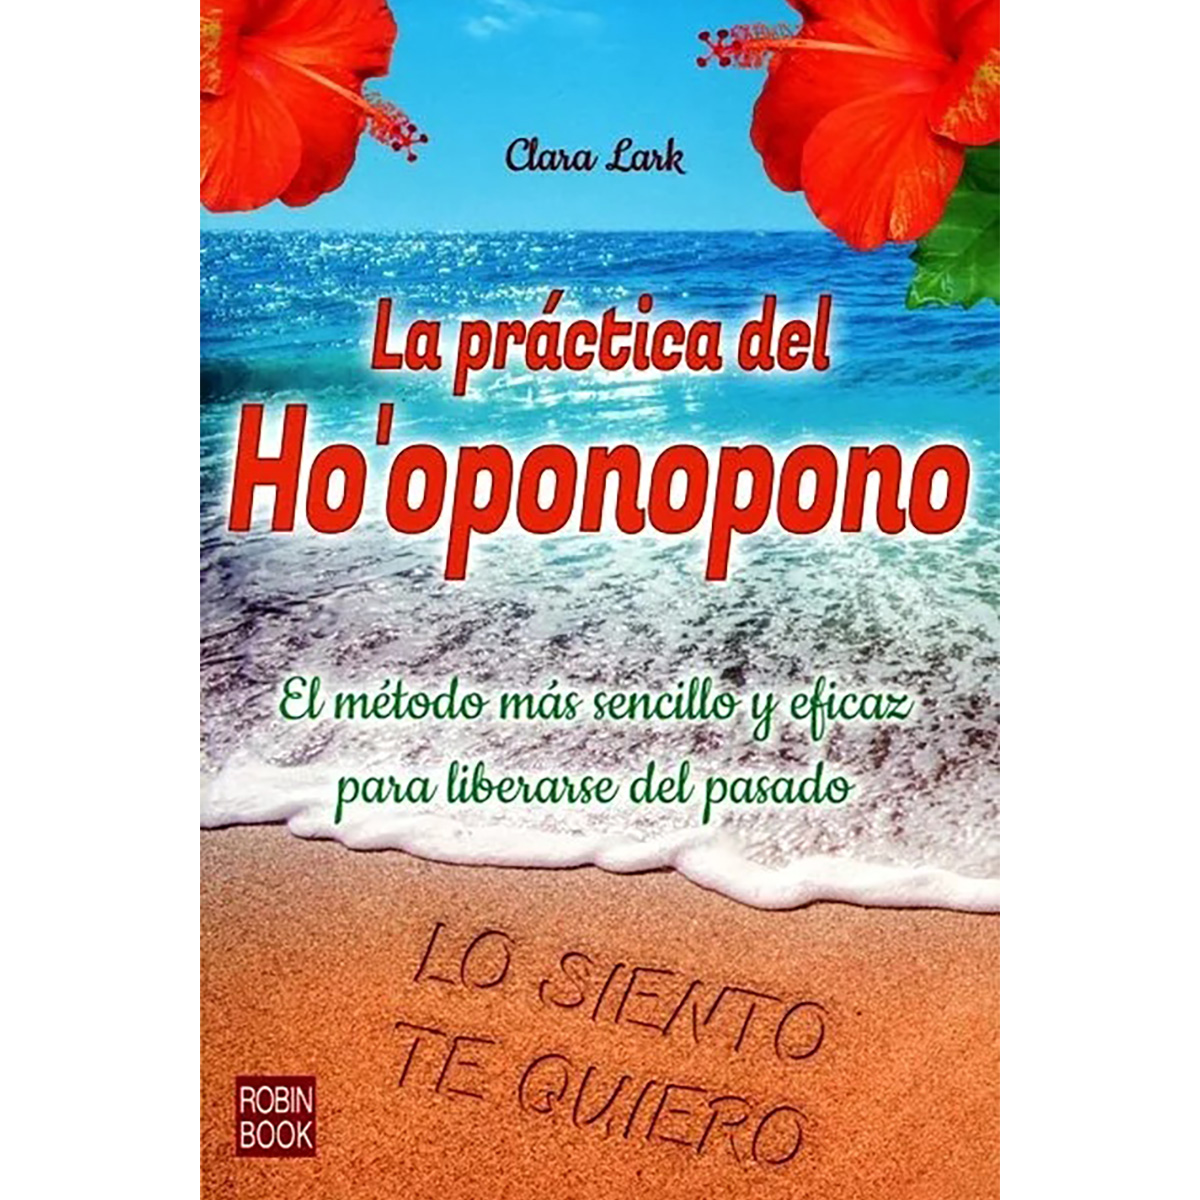 Clara Lark
La práctica del
Ho'oponopono
El método más sencillo y eficaz
para liberarse del pasado
LO SIENTO
TE QUIERO
ROBIN
BOOK